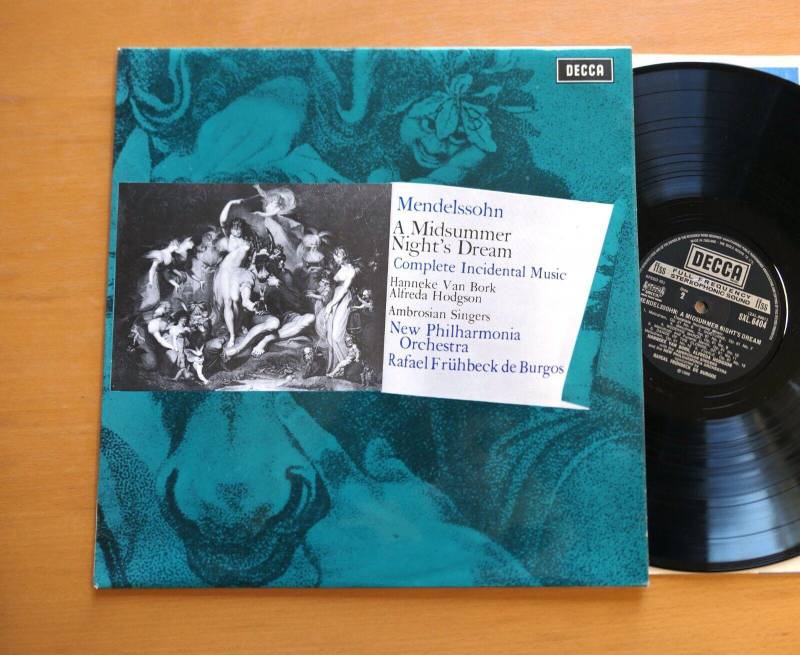 DECCA
Mendelssohn
A Midsummer
Night's Dream
Complete Incidental Music
Hanneke Van Bork
Alfreda Hodgson
Ambrosian Singers
New Philharmonia
Orchestra
Rafael Frühbeck de Burgos
DECCA
ffss FULL FREQUENCY ffss
STEREOPHONIC SOUND
2
SXL.6404
MENDELSSOHN: A MIDSUMMER NIGHT'S DREAM